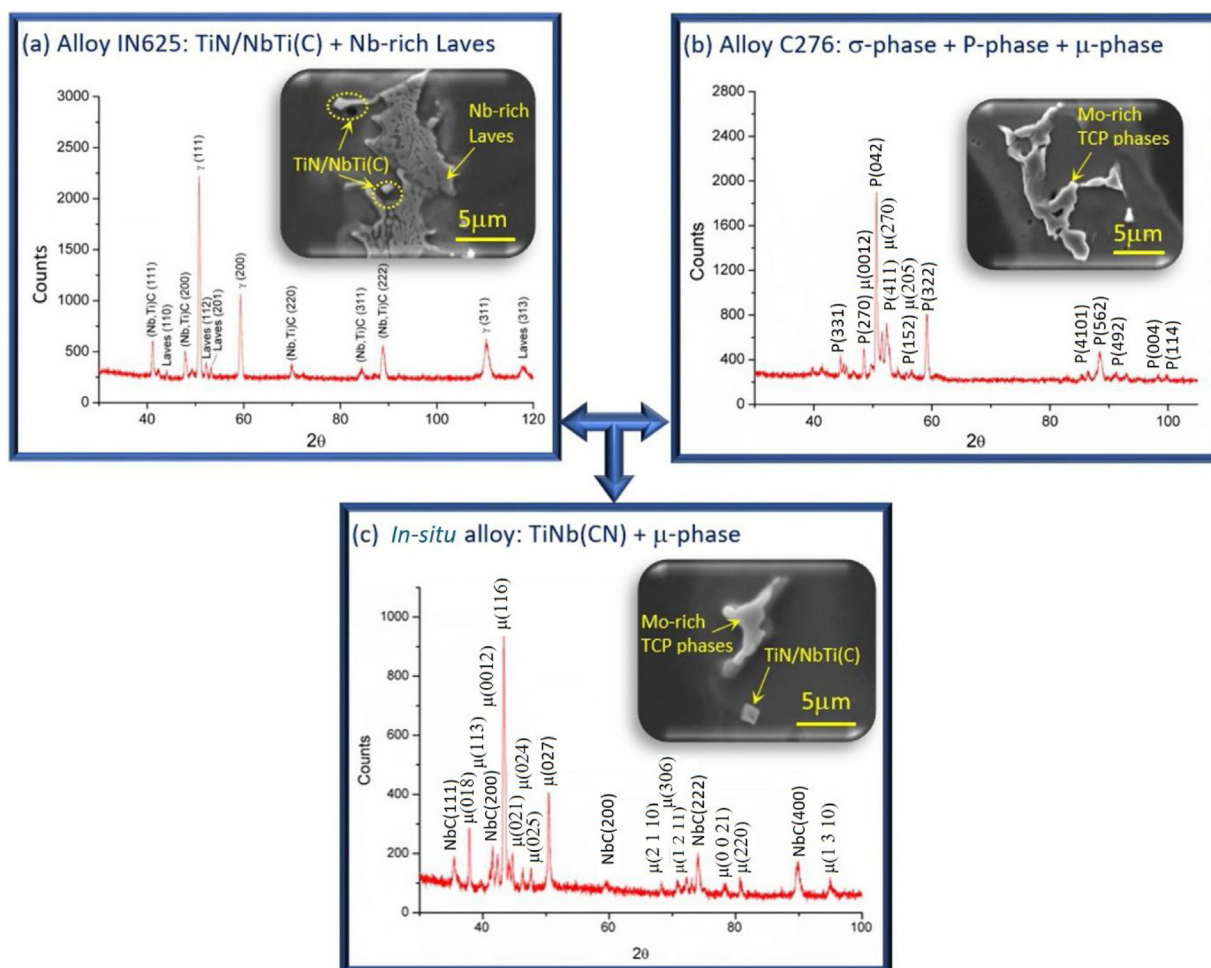 (a) Alloy IN625: TiN/NbTi(C) + Nb-rich Laves
3000
2500
2000
1500
1000
500
0
Counts
40
60
80
100
120
2θ
(Nb,Ti)C (111)
Laves (110)
(Nb,Ti)C (200)
γ (111)
Laves (112)
Laves (201)
γ (200)
(Nb,Ti)C (220)
(Nb,Ti)C (311)
(Nb,Ti)C (222)
γ (311)
Laves (313)
Nb-rich
Laves
TiN/NbTi(C)
5μm
(b) Alloy C276: σ-phase + P-phase + μ-phase
2800
2400
2000
1600
1200
800
400
0
Counts
40
60
80
100
2θ
P(331)
P(270)
μ(0012)
P(042)
P(411)
μ(270)
P(152)
μ(205)
P(322)
P(4101)
P(562)
P(492)
P(004)
P(114)
Mo-rich
TCP phases
5μm
(c) In-situ alloy: TiNb(CN) + μ-phase
1000
800
600
400
200
0
Counts
40
60
80
100
2θ
NbC(111)
μ(018)
μ(113)
NbC(200)
μ(0012)
μ(116)
μ(021)
μ(024)
μ(025)
μ(027)
NbC(200)
μ(2 1 10)
μ(306)
μ(1 2 11)
NbC(222)
μ(0 0 21)
μ(220)
NbC(400)
μ(1 3 10)
Mo-rich
TCP phases
TiN/NbTi(C)
5μm